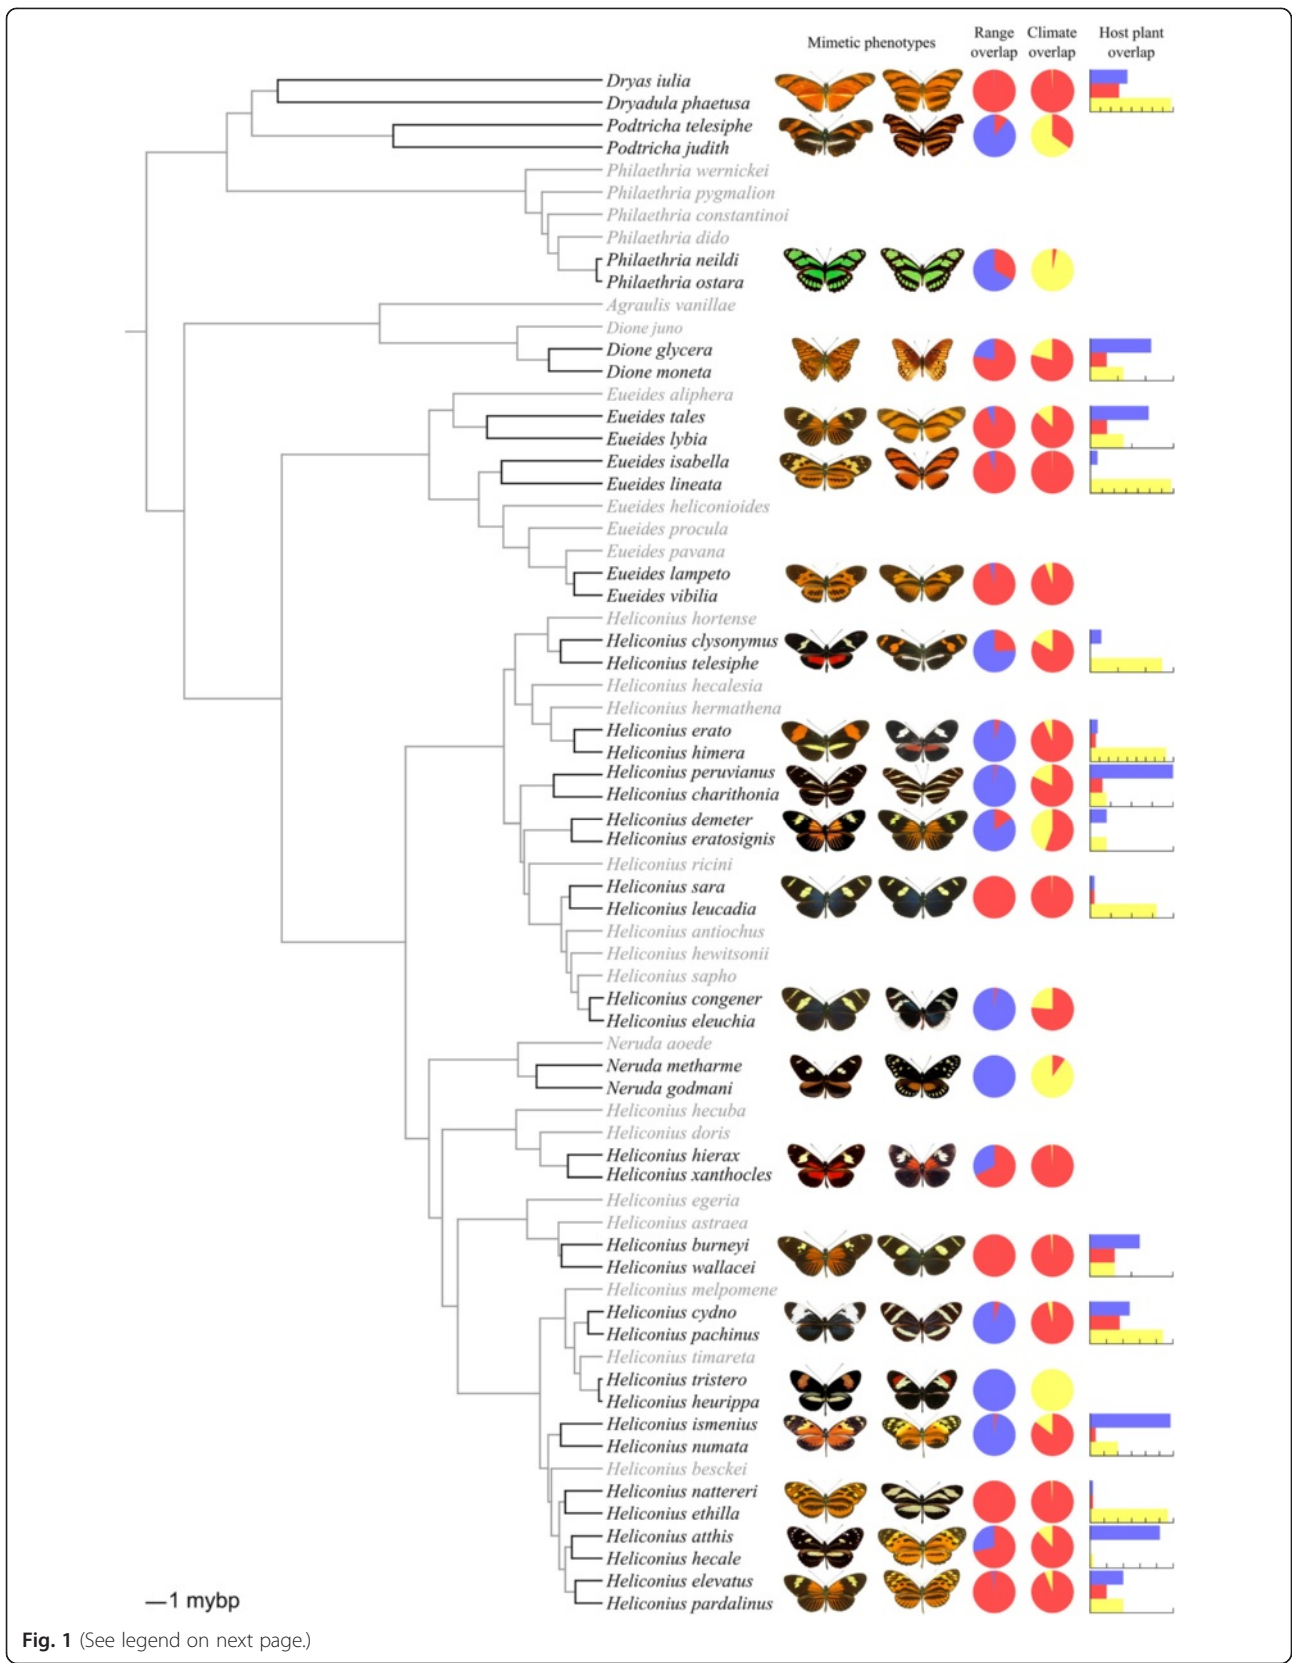 Mimetic phenotypes
Range overlap
Climate overlap
Host plant overlap
Dryas iulia
Dryadula phaetusa
Podtricha telesiphe
Podtricha judith
Philaethria wernickei
Philaethria pygmalion
Philaethria constantinoi
Philaethria dido
Philaethria neildi
Philaethria ostara
Agraulis vanillae
Dione juno
Dione glycera
Dione moneta
Eueides aliphera
Eueides tales
Eueides lybia
Eueides isabella
Eueides lineata
Eueides heliconioides
Eueides procula
Eueides pavana
Eueides lampeto
Eueides vibilia
Heliconius hortense
Heliconius clysonymus
Heliconius telesiphe
Heliconius hecalesia
Heliconius hermathena
Heliconius erato
Heliconius himera
Heliconius peruvianus
Heliconius charithonia
Heliconius demeter
Heliconius eratosignis
Heliconius ricini
Heliconius sara
Heliconius leucadia
Heliconius antiochus
Heliconius hewitsonii
Heliconius sapho
Heliconius congener
Heliconius eleuchia
Neruda aoede
Neruda metharme
Neruda godmani
Heliconius hecuba
Heliconius doris
Heliconius hierax
Heliconius xanthocles
Heliconius egeria
Heliconius astraea
Heliconius burneyi
Heliconius wallacei
Heliconius melpomene
Heliconius cydno
Heliconius pachinus
Heliconius timareta
Heliconius tristero
Heliconius heurippa
Heliconius ismenius
Heliconius numata
Heliconius besckei
Heliconius nattereri
Heliconius ethilla
Heliconius atthis
Heliconius hecale
Heliconius elevatus
Heliconius pardalinus
1 mybp
Fig. 1 (See legend on next page.)